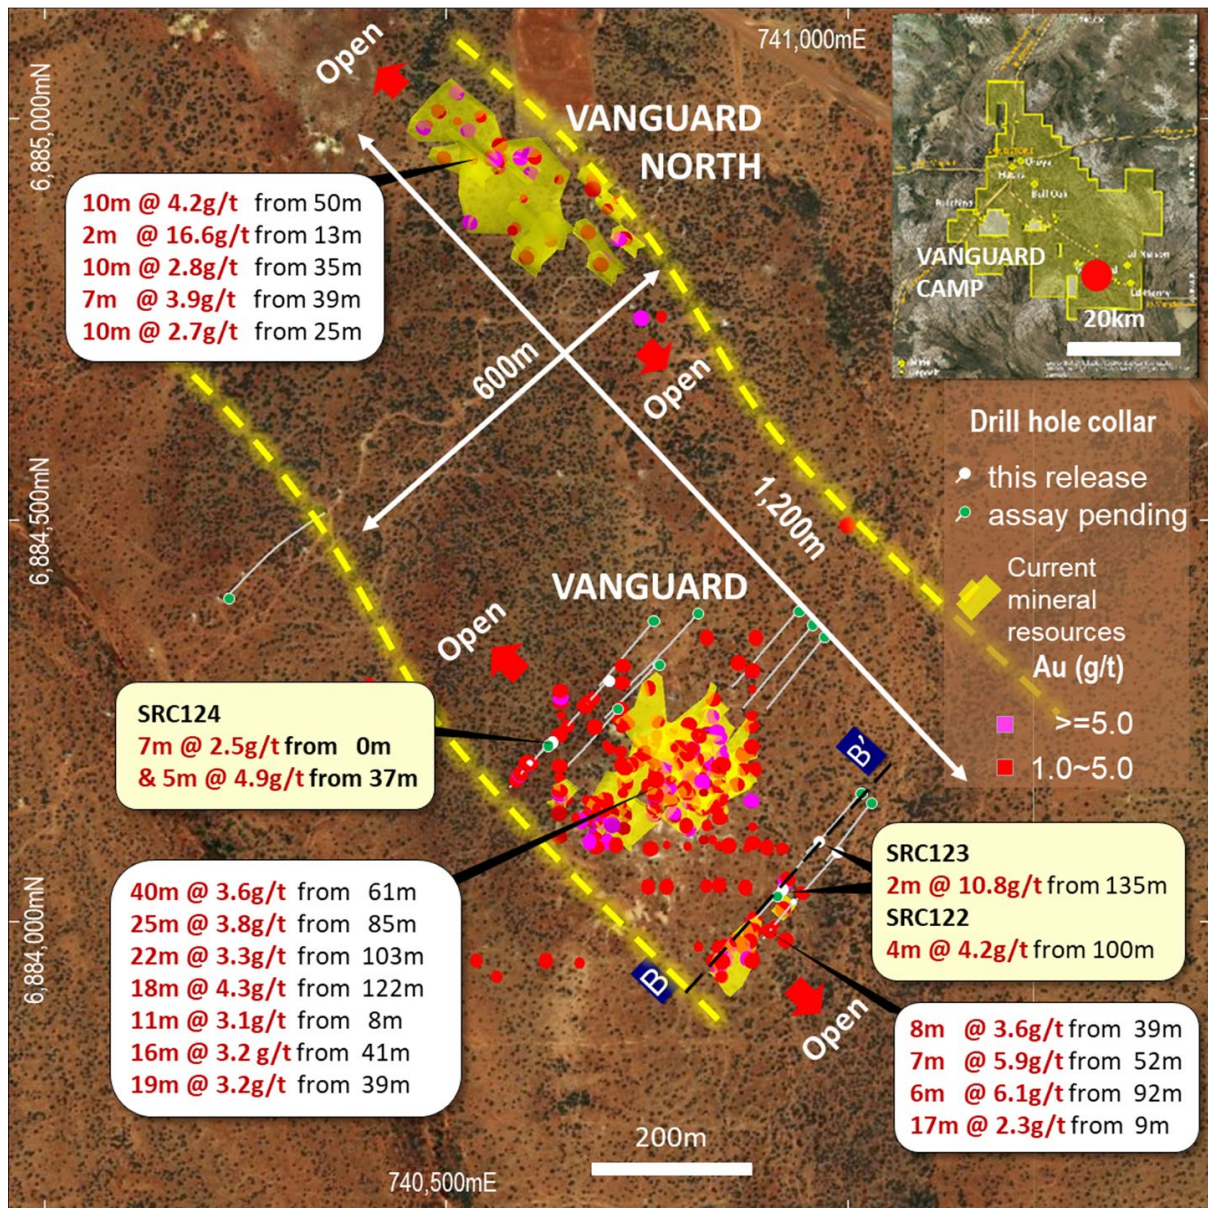 Open
741,000mE
6,885,000mN
VANGUARD
NORTH
10m @ 4.2g/t from 50m
2m @ 16.6g/t from 13m
10m @ 2.8g/t from 35m
7m @ 3.9g/t from 39m
10m @ 2.7g/t from 25m
Bull Oak
VANGUARD
CAMP
20km
600m
Open
Drill hole collar
this release
assay pending
Current
mineral
resources
Au (g/t)
>=5.0
1.0~5.0
6,884,500mN
1,200m
VANGUARD
Open
SRC124
7m @ 2.5g/t from 0m
& 5m @ 4.9g/t from 37m
B'
SRC123
2m @ 10.8g/t from 135m
SRC122
4m @ 4.2g/t from 100m
40m @ 3.6g/t from 61m
25m @ 3.8g/t from 85m
22m @ 3.3g/t from 103m
18m @ 4.3g/t from 122m
11m @ 3.1g/t from 8m
16m @ 3.2 g/t from 41m
19m @ 3.2g/t from 39m
6,884,000mN
B
Open
8m @ 3.6g/t from 39m
7m @ 5.9g/t from 52m
6m @ 6.1g/t from 92m
17m @ 2.3g/t from 9m
200m
740,500mE